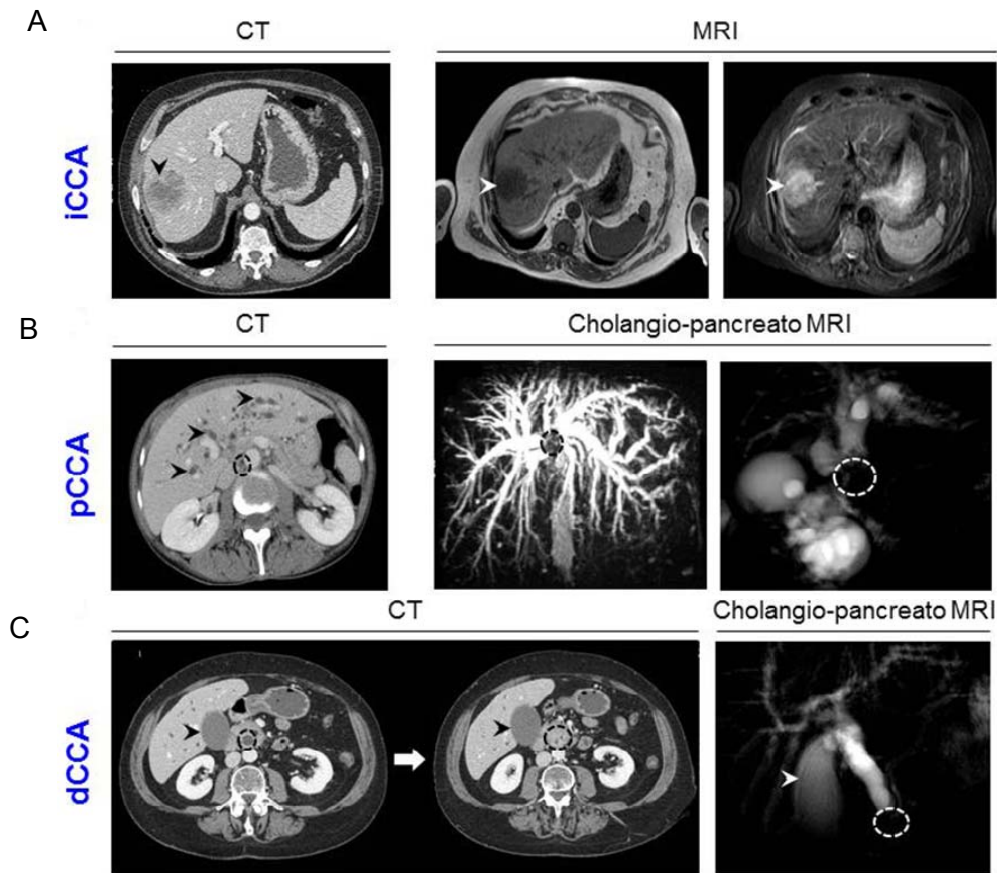 A
CT
MRI
iCCA
B
CT
Cholangio-pancreato MRI
pCCA
C
CT
Cholangio-pancreato MRI
dCCA